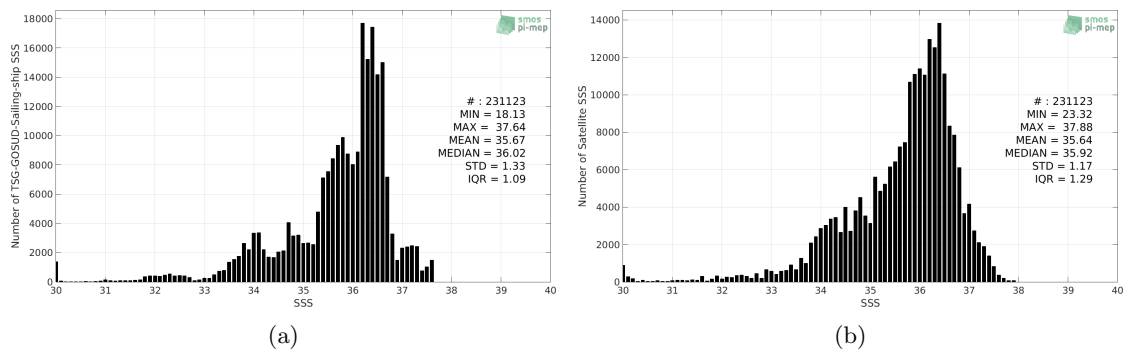 18000
16000
14000
12000
10000
8000
6000
4000
2000
0
Number of TSG-GOSUD-Sailing-ship SSS
smos
pi-mep
# : 231123
MIN = 18.13
MAX = 37.64
MEAN = 35.67
MEDIAN = 36.02
STD = 1.33
IQR = 1.09
30 31 32 33 34 35 36 37 38 39 40
SSS
(a)
14000
12000
10000
8000
6000
4000
2000
0
Number of Satellite SSS
smos
pi-mep
# : 231123
MIN = 23.32
MAX = 37.88
MEAN = 35.64
MEDIAN = 35.92
STD = 1.17
IQR = 1.29
30 31 32 33 34 35 36 37 38 39 40
SSS
(b)